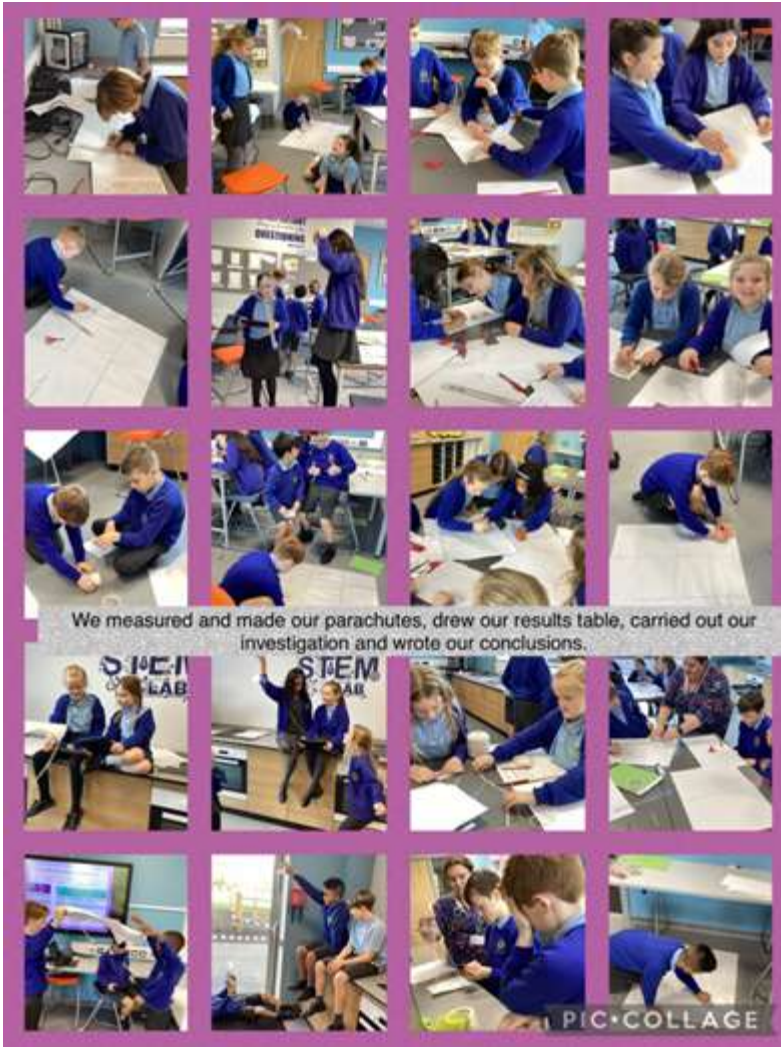 QUESTIONING
We measured and made our parachutes, drew our results table, carried out our
investigation and wrote our conclusions.
STEM
LAB
STEM
LAB
PIC•COLLAGE